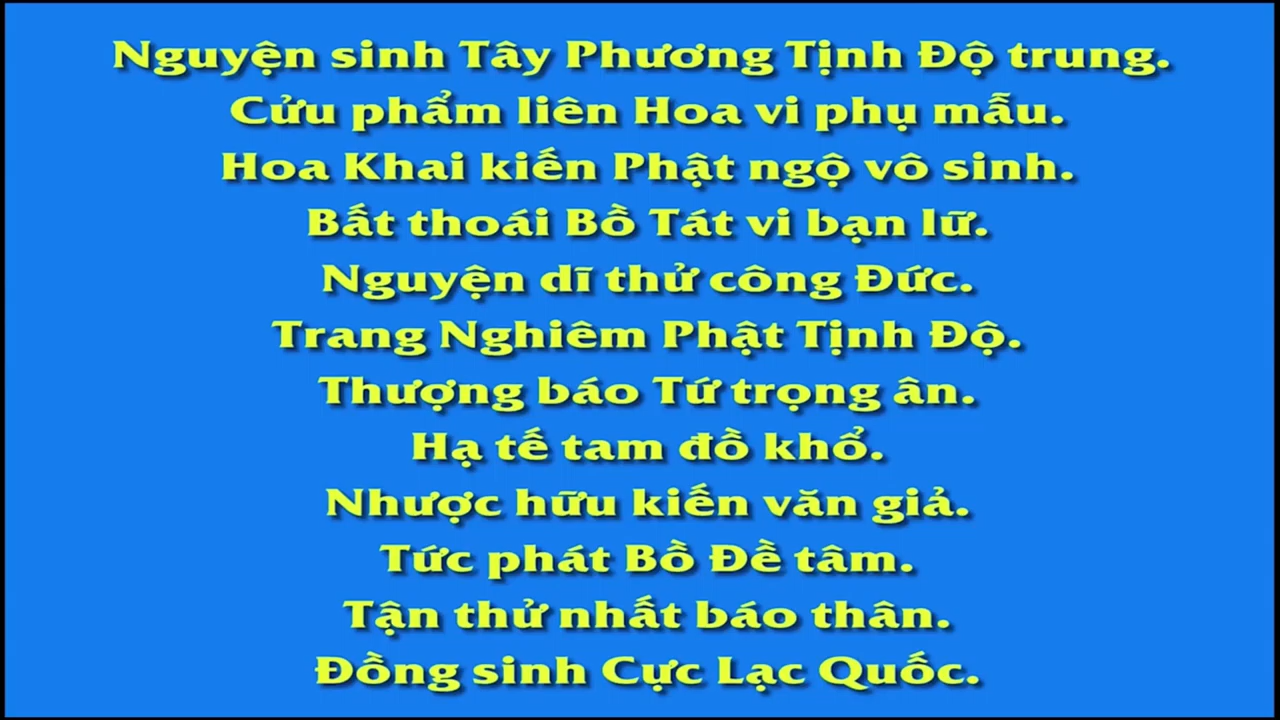 Nguyện sinh Tây Phương Tịnh Độ trung.
Cửu phẩm liên Hoa vi phụ mẫu.
Hoa Khai kiến Phật ngộ vô sinh.
Bất thoái Bồ Tát vi bạn lữ.
Nguyện dĩ thử công Đức.
Trang Nghiêm Phật Tịnh Độ.
Thượng báo Tứ trọng ân.
Hạ tế tam đồ khổ.
Nhược hữu kiến văn giả.
Tức phát Bồ Đề tâm.
Tận thử nhất báo thân.
Đồng sinh Cực Lạc Quốc.